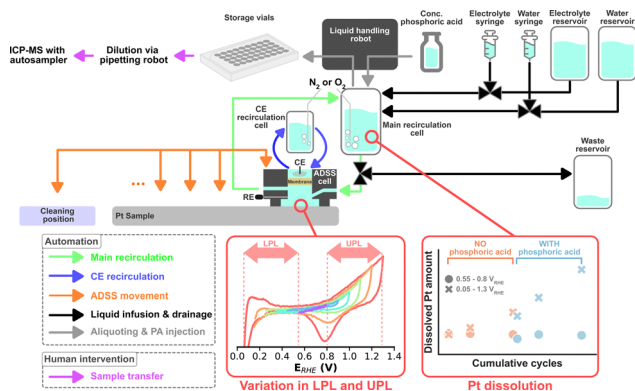 Storage vials
Liquid handling
robot
Conc.
phosphoric acid
Electrolyte
syringe
Water
syringe
Electrolyte
reservoir
Water
reservoir
ICP-MS with
autosampler
Dilution via
pipetting robot
N2 or O2
CE
recirculation
cell
Main recirculation
cell
CE
Membrane
ADSS
cell
RE
Waste
reservoir
...
Cleaning
position
Pt Sample
Automation
Main recirculation
CE recirculation
ADSS movement
Liquid infusion & drainage
Aliquoting & PA injection
Human intervention
Sample transfer
LPL
UPL
0.0 0.2 0.4 0.6 0.8 1.0 1.2 1.4
E_RHE (V)
Variation in LPL and UPL
NO
phosphoric acid
WITH
phosphoric acid
0.55 - 0.8 V_RHE
0.05 - 1.3 V_RHE
Dissolved Pt amount
Cumulative cycles
Pt dissolution